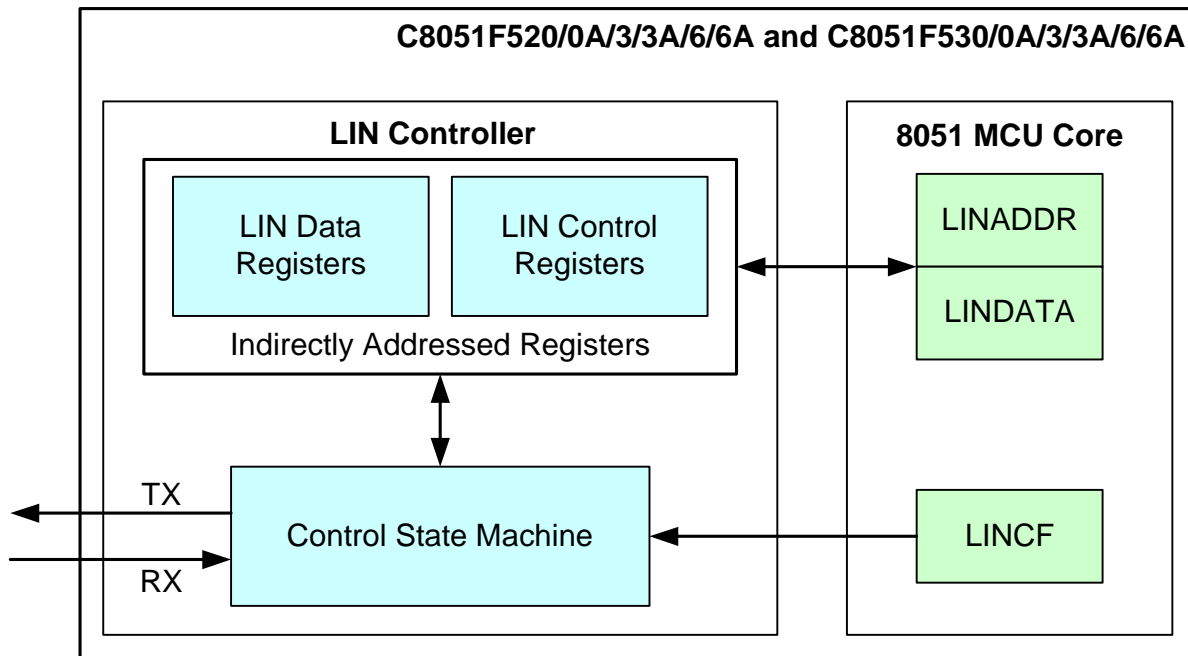 C8051F520/0A/3/3A/6/6A and C8051F530/0A/3/3A/6/6A
LIN Controller
8051 MCU Core
LIN Data
Registers
LIN Control
Registers
Indirectly Addressed Registers
LINADDR
LINDATA
TX
RX
Control State Machine
LINCF